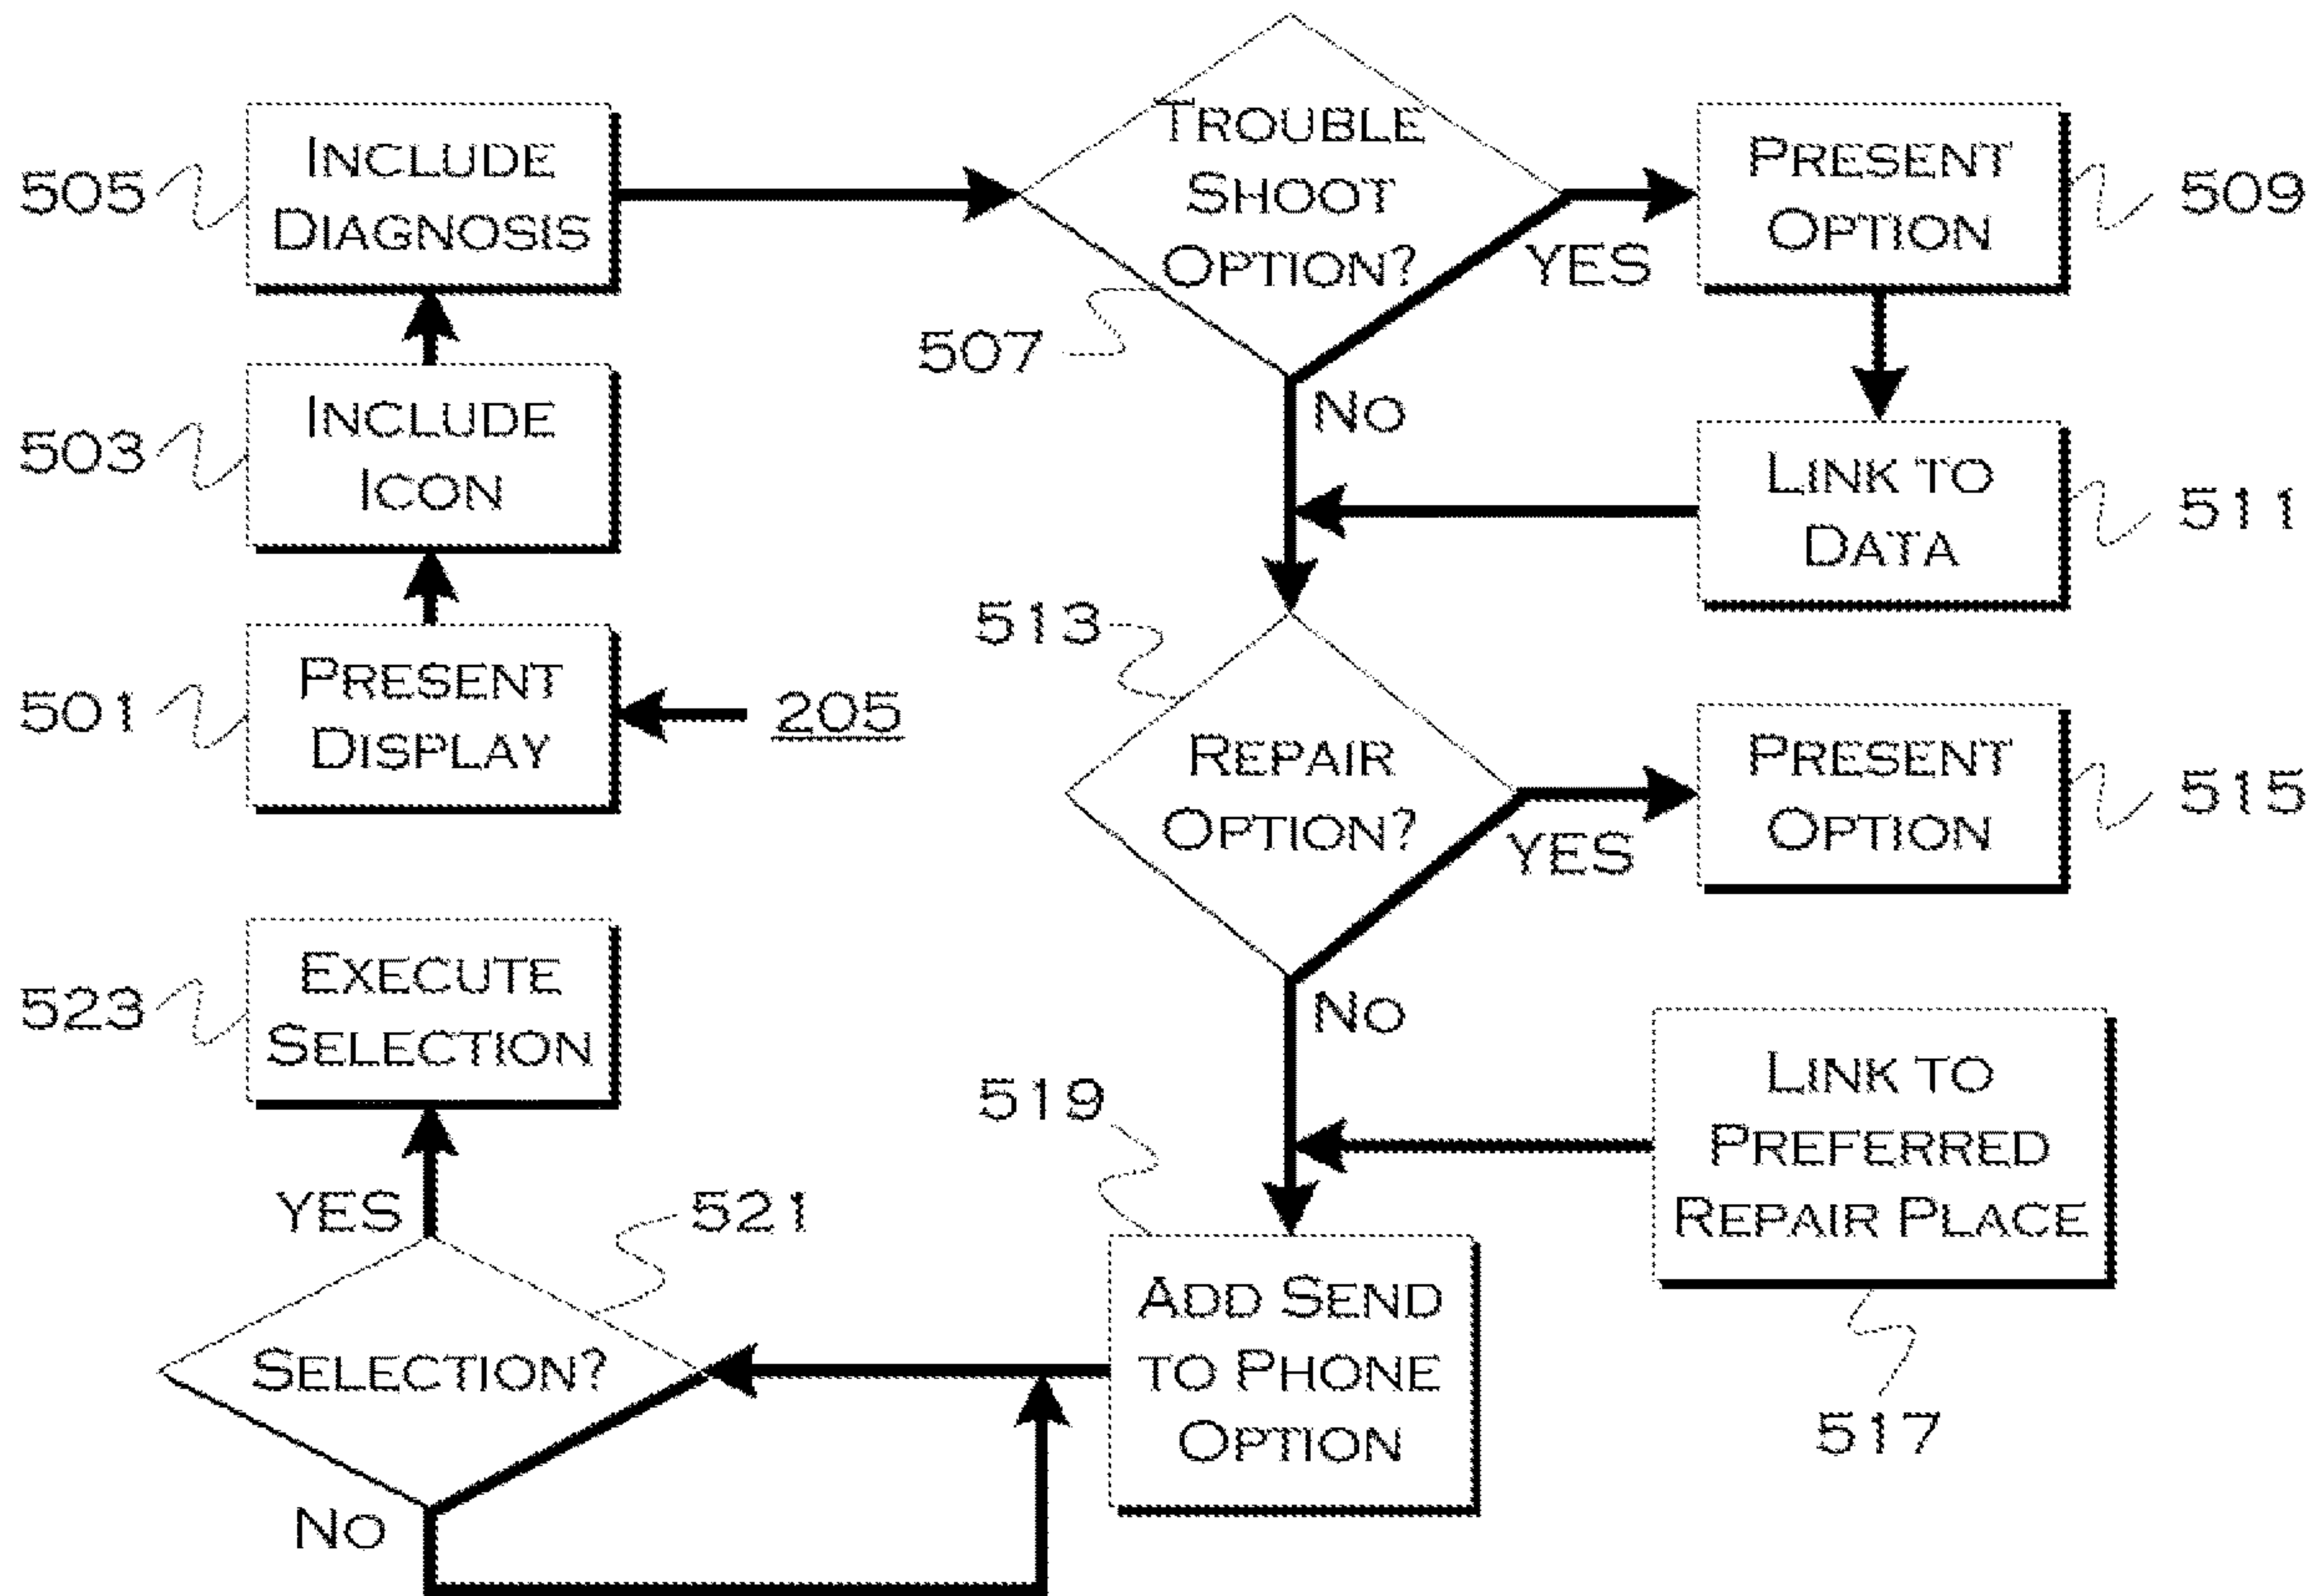 505
INCLUDE
DIAGNOSIS
TROUBLE
SHOOT
OPTION?
507
YES
NO
PRESENT
OPTION
509
503
INCLUDE
ICON
LINK TO
DATA
511
501
PRESENT
DISPLAY
205
513
REPAIR
OPTION?
YES
NO
PRESENT
OPTION
515
523
EXECUTE
SELECTION
LINK TO
PREFERRED
REPAIR PLACE
517
519
ADD SEND
TO PHONE
OPTION
YES
521
SELECTION?
NO